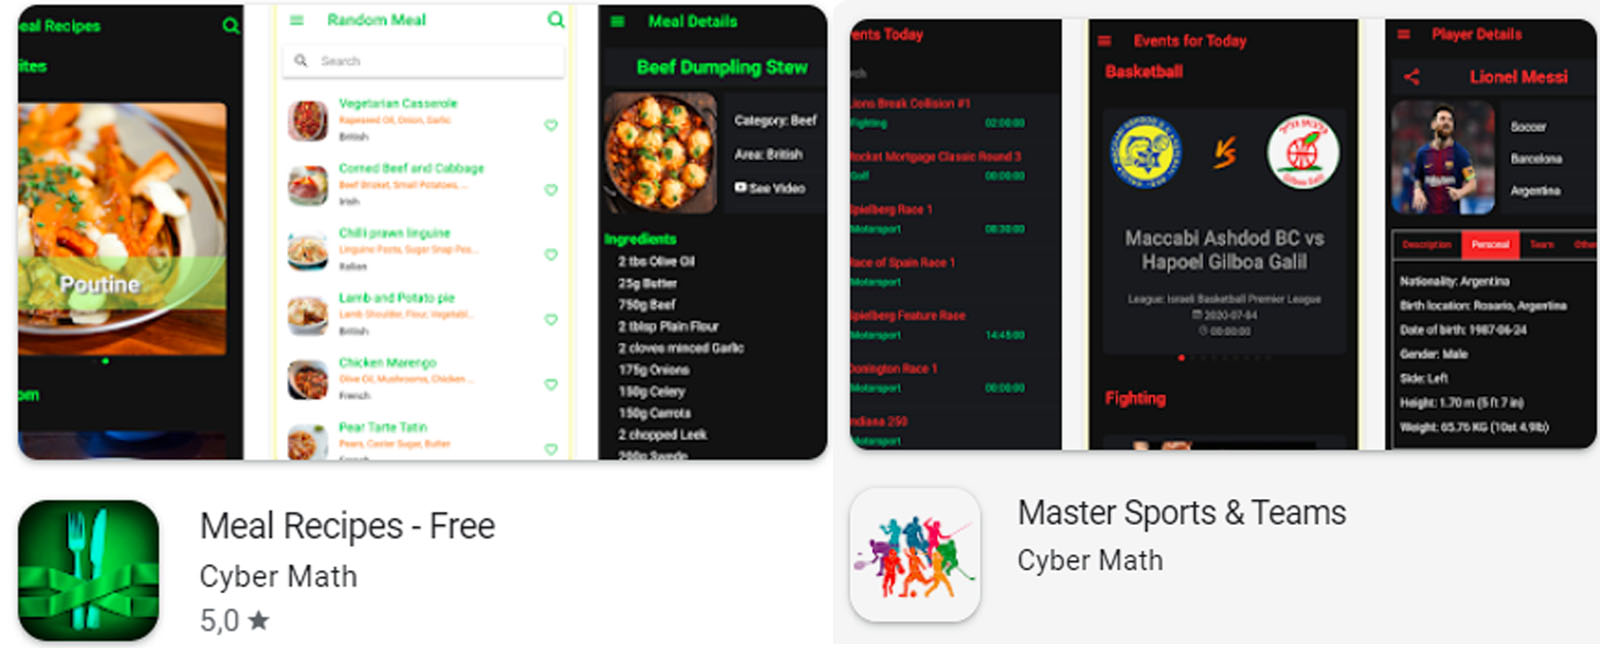 eal Recipes
ites
Poutine
om
Random Meal
Search
Vegetarian Casserole
Rapeseed Oil, Onion, Garlic
British
Corned Beef and Cabbage
Beef Brisket, Small Potatoes, ...
Irish
Chilli prawn linguine
Linguine Pasta, Sugar Snap Pea...
Italian
Lamb and Potato pie
Lamb Shoulder, Flour, Vegetabl...
British
Chicken Marengo
Olive Oil, Mushrooms, Chicken ...
French
Pear Tarte Tatin
Pears, Caster Sugar, Butter
French
Meal Details
Beef Dumpling Stew
Category: Beef
Area: British
See Video
Ingredients
2 tbs Olive Oil
25g Butter
750g Beef
2 tblsp Plain Flour
2 cloves minced Garlic
175g Onions
150g Celery
150g Carrots
2 chopped Leek
200g Swede
Meal Recipes - Free
Cyber Math
5,0 ★
ents Today
rch
ions Break Collision #1
Fighting 02:00:00
Rocket Mortgage Classic Round 3
Golf 00:00:00
Spielberg Race 1
Motorsport 08:30:00
Race of Spain Race 1
Motorsport
Spielberg Feature Race
Motorsport 14:45:00
Donington Race 1
Motorsport 00:00:00
ndiana 250
Motorsport
Events for Today
Basketball
VS
Gilboa Galil
Maccabi Ashdod BC vs
Hapoel Gilboa Galil
League: Israeli Basketball Premier League
2020-07-04
00:00:00
Fighting
Player Details
Lionel Messi
Soccer
Barcelona
Argentina
Description Personal Team Othe
Nationality: Argentina
Birth location: Rosario, Argentina
Date of birth: 1987-06-24
Gender: Male
Side: Left
Height: 1.70 m (5 ft 7 in)
Weight: 65.76 KG (10st 4.9lb)
Master Sports & Teams
Cyber Math